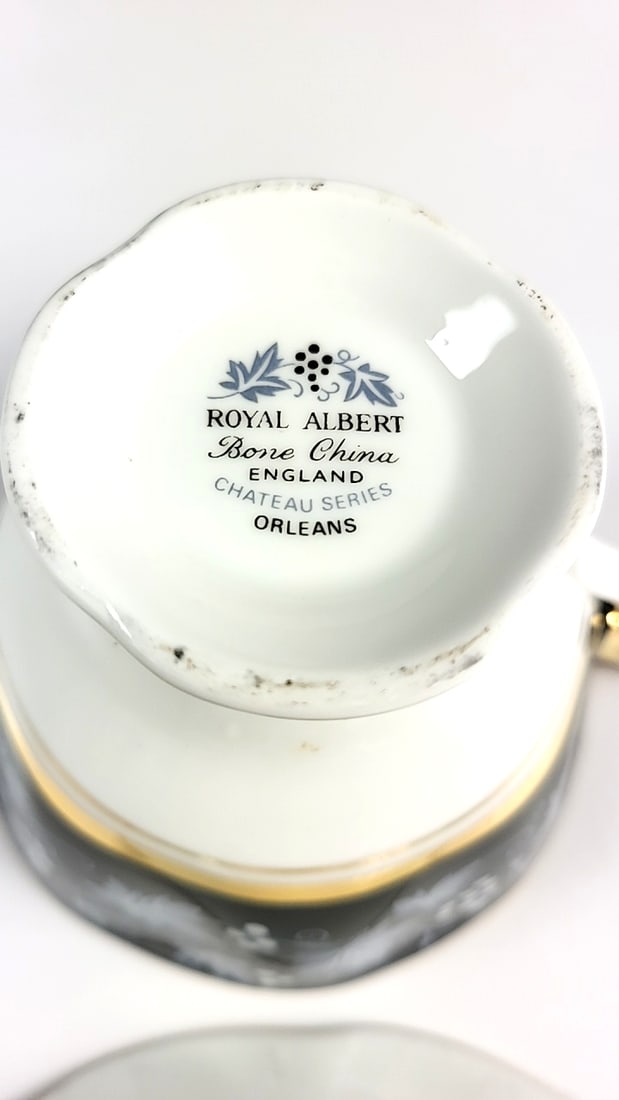 ROYAL ALBERT
Bone China
ENGLAND
CHATEAU SERIES
ORLEANS